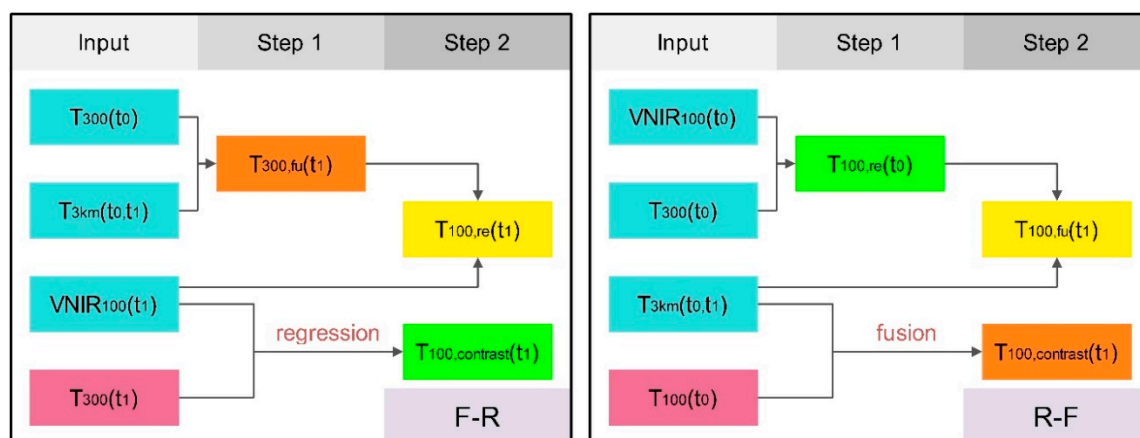 Input Step 1 Step 2
T300(t0)
T300,fu(t1)
T3km(t0,t1)
T100,re(t1)
VNIR100(t1)
regression
T100,contrast(t1)
T300(t1)
F-R
Input Step 1 Step 2
VNIR100(t0)
T100,re(t0)
T300(t0)
T100,fu(t1)
T3km(t0,t1)
fusion
T100,contrast(t1)
T100(t0)
R-F